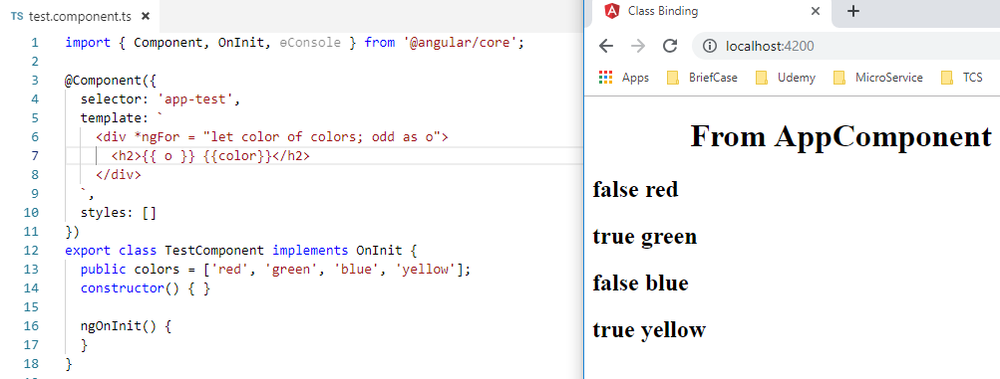 TS test.component.ts ×
1 import { Component, OnInit, ɵConsole } from '@angular/core';
2
3 @Component({
4 selector: 'app-test',
5 template: `
6 <div *ngFor = "let color of colors; odd as o">
7 <h2>{{ o }} {{color}}</h2>
8 </div>
9 `,
10 styles: []
11 })
12 export class TestComponent implements OnInit {
13 public colors = ['red', 'green', 'blue', 'yellow'];
14 constructor() { }
15
16 ngOnInit() {
17 }
18 }
Class Binding × +
localhost:4200
Apps BriefCase Udemy MicroService TCS
From AppComponent
false red
true green
false blue
true yellow